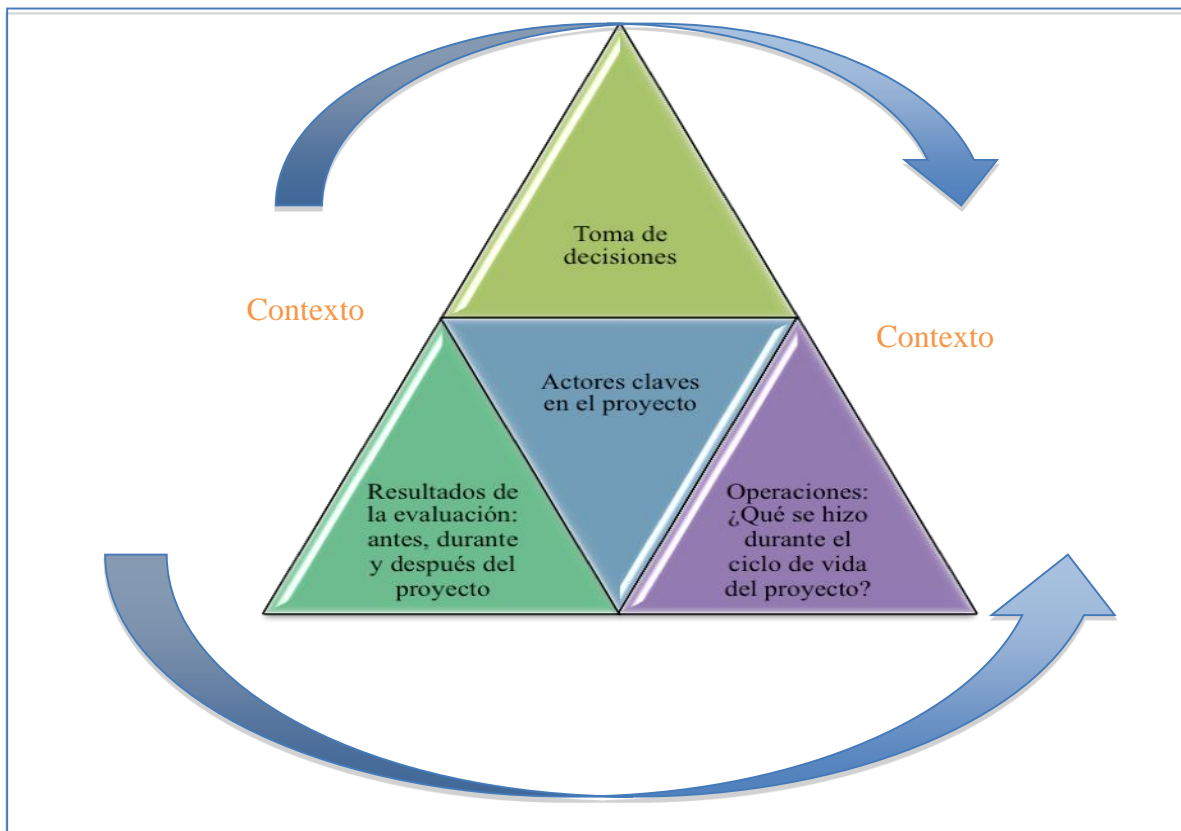 Toma de
decisiones
Contexto
Contexto
Actores claves
en el proyecto
Resultados de
la evaluación:
antes, durante
y después del
proyecto
Operaciones:
¿Qué se hizo
durante el
ciclo de vida
del proyecto?